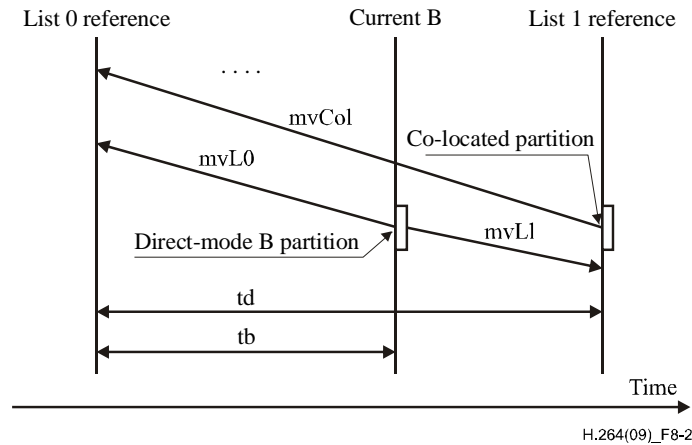 List 0 reference
Current B
List 1 reference
. . . .
mvCol
Co-located partition
mvL0
Direct-mode B partition
mvL1
td
tb
Time
H.264(09)_F8-2